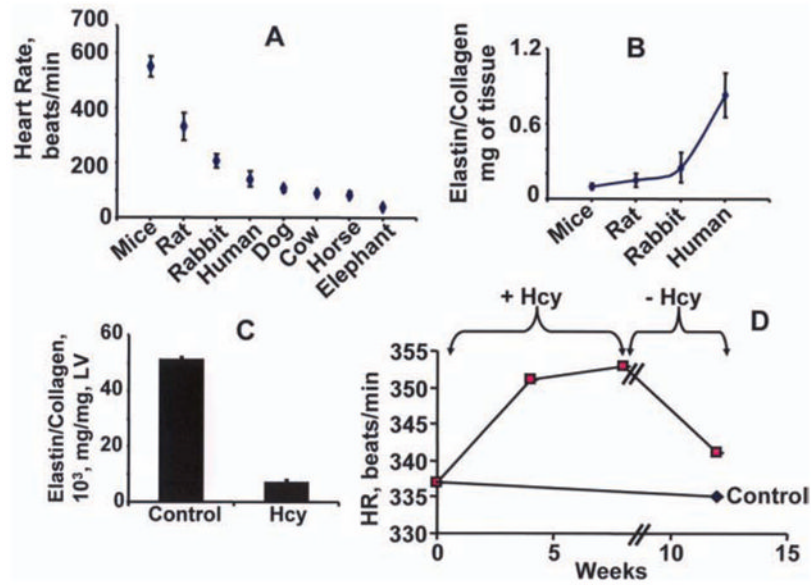 A
Heart Rate,
beats/min
700
600
400
200
0
Mice
Rat
Rabbit
Human
Dog
Cow
Horse
Elephant
B
Elastin/Collagen
mg of tissue
1.2
0.6
0
Mice
Rat
Rabbit
Human
C
Elastin/Collagen,
10³, mg/mg, LV
60
40
20
0
Control
Hcy
+ Hcy
- Hcy
D
HR, beats/min
355
350
345
340
335
330
Control
0
5
10
15
Weeks